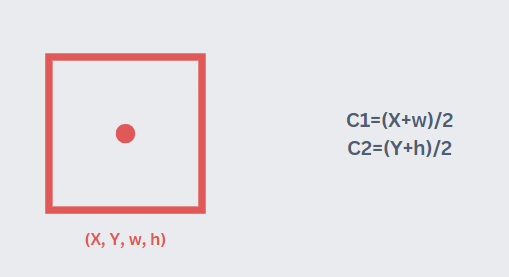 C1=(X+w)/2
C2=(Y+h)/2
(X, Y, w, h)